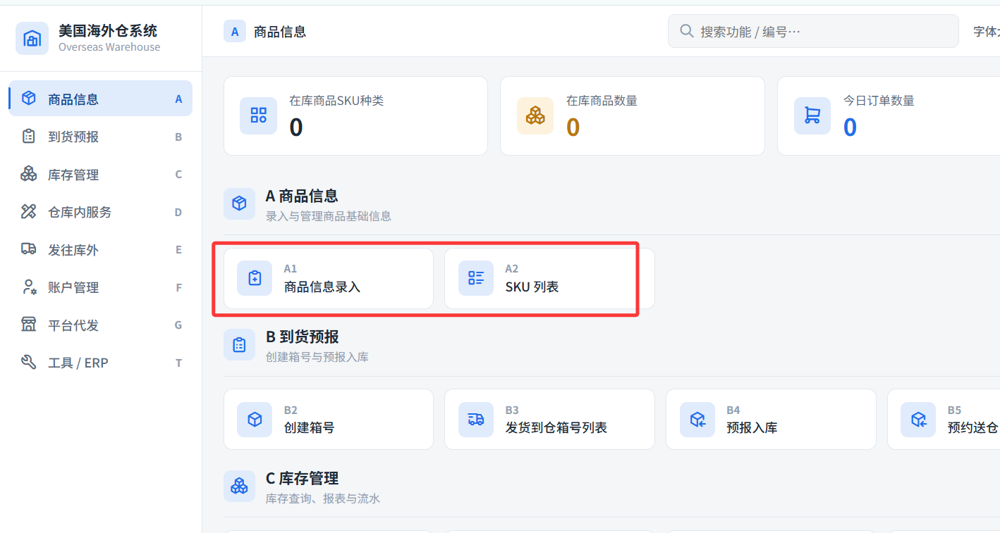 美国海外仓系统
Overseas Warehouse
商品信息 A
到货预报 B
库存管理 C
仓库内服务 D
发往库外 E
账户管理 F
平台代发 G
工具 / ERP T
A 商品信息
搜索功能 / 编号…
字体
在库商品SKU种类
0
在库商品数量
0
今日订单数量
0
A 商品信息
录入与管理商品基础信息
A1
商品信息录入
A2
SKU 列表
B 到货预报
创建箱号与预报入库
B2
创建箱号
B3
发货到仓箱号列表
B4
预报入库
B5
预约送仓
C 库存管理
库存查询、报表与流水